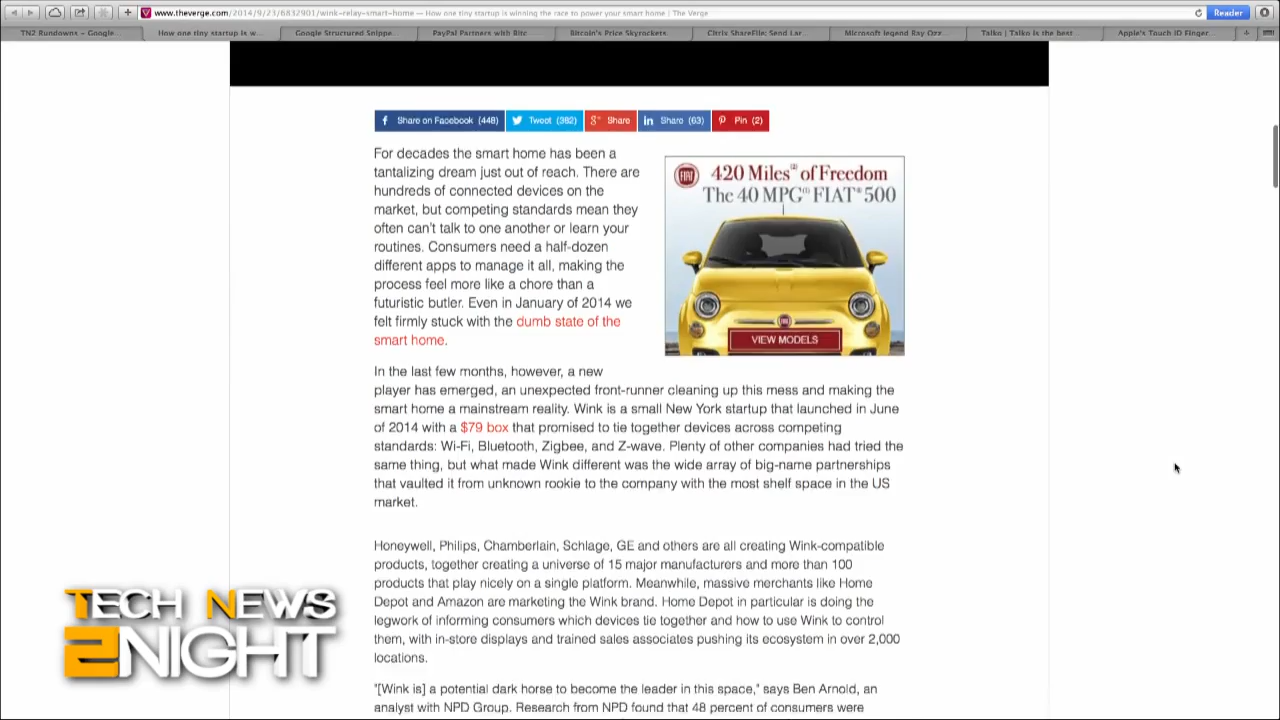 www.theverge.com/2014/9/23/6832901/wink-relay-smart-home — How one tiny startup is winning the race to power your smart home | The Verge
Reader
TN2 Rundowns – Google...
How one tiny startup is w...
Google Structured Snippe...
PayPal Partners with Bitc...
Bitcoin's Price Skyrockets...
Citrix ShareFile: Send Lar...
Microsoft legend Ray Ozz...
Talko | Talko is the best...
Apple's Touch ID Finger...
Share on Facebook (448)
Tweet (382)
Share
Share (63)
Pin (2)
For decades the smart home has been a
tantalizing dream just out of reach. There are
hundreds of connected devices on the
market, but competing standards mean they
often can't talk to one another or learn your
routines. Consumers need a half-dozen
different apps to manage it all, making the
process feel more like a chore than a
futuristic butler. Even in January of 2014 we
felt firmly stuck with the dumb state of the
smart home.
FIAT
420 Miles of Freedom
The 40 MPG FIAT 500
VIEW MODELS
In the last few months, however, a new
player has emerged, an unexpected front-runner cleaning up this mess and making the
smart home a mainstream reality. Wink is a small New York startup that launched in June
of 2014 with a $79 box that promised to tie together devices across competing
standards: Wi-Fi, Bluetooth, Zigbee, and Z-wave. Plenty of other companies had tried the
same thing, but what made Wink different was the wide array of big-name partnerships
that vaulted it from unknown rookie to the company with the most shelf space in the US
market.
Honeywell, Philips, Chamberlain, Schlage, GE and others are all creating Wink-compatible
products, together creating a universe of 15 major manufacturers and more than 100
products that play nicely on a single platform. Meanwhile, massive merchants like Home
Depot and Amazon are marketing the Wink brand. Home Depot in particular is doing the
legwork of informing consumers which devices tie together and how to use Wink to control
them, with in-store displays and trained sales associates pushing its ecosystem in over 2,000
locations.
"[Wink is] a potential dark horse to become the leader in this space," says Ben Arnold, an
analyst with NPD Group. Research from NPD found that 48 percent of consumers were
TECH NEWS
2NIGHT